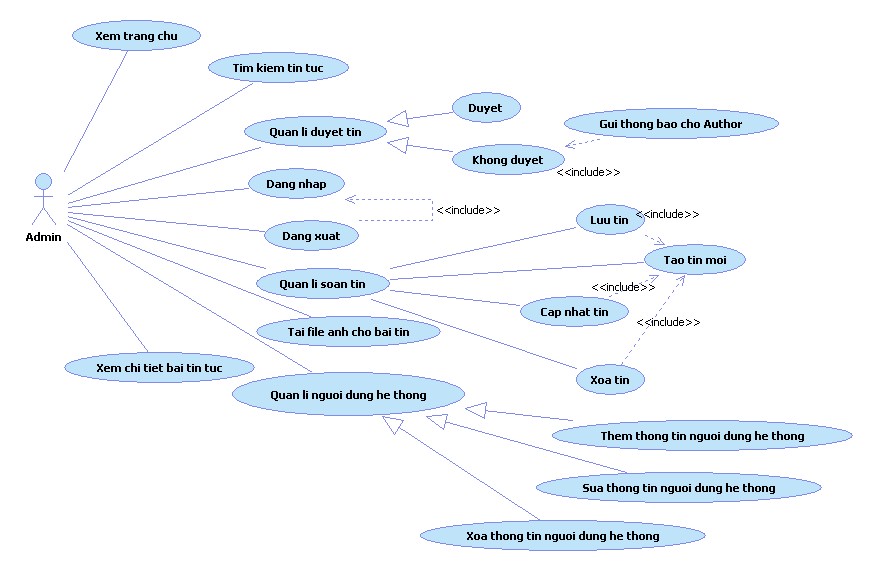 Xem trang chu
Tim kiem tin tuc
Duyet
Quan li duyet tin
Gui thong bao cho Author
Khong duyet
<<include>>
Dang nhap
<<include>>
Admin
Dang xuat
Luu tin
<<include>>
Tao tin moi
Quan li soan tin
<<include>>
Cap nhat tin
<<include>>
Tai file anh cho bai tin
Xem chi tiet bai tin tuc
Xoa tin
Quan li nguoi dung he thong
Them thong tin nguoi dung he thong
Sua thong tin nguoi dung he thong
Xoa thong tin nguoi dung he thong